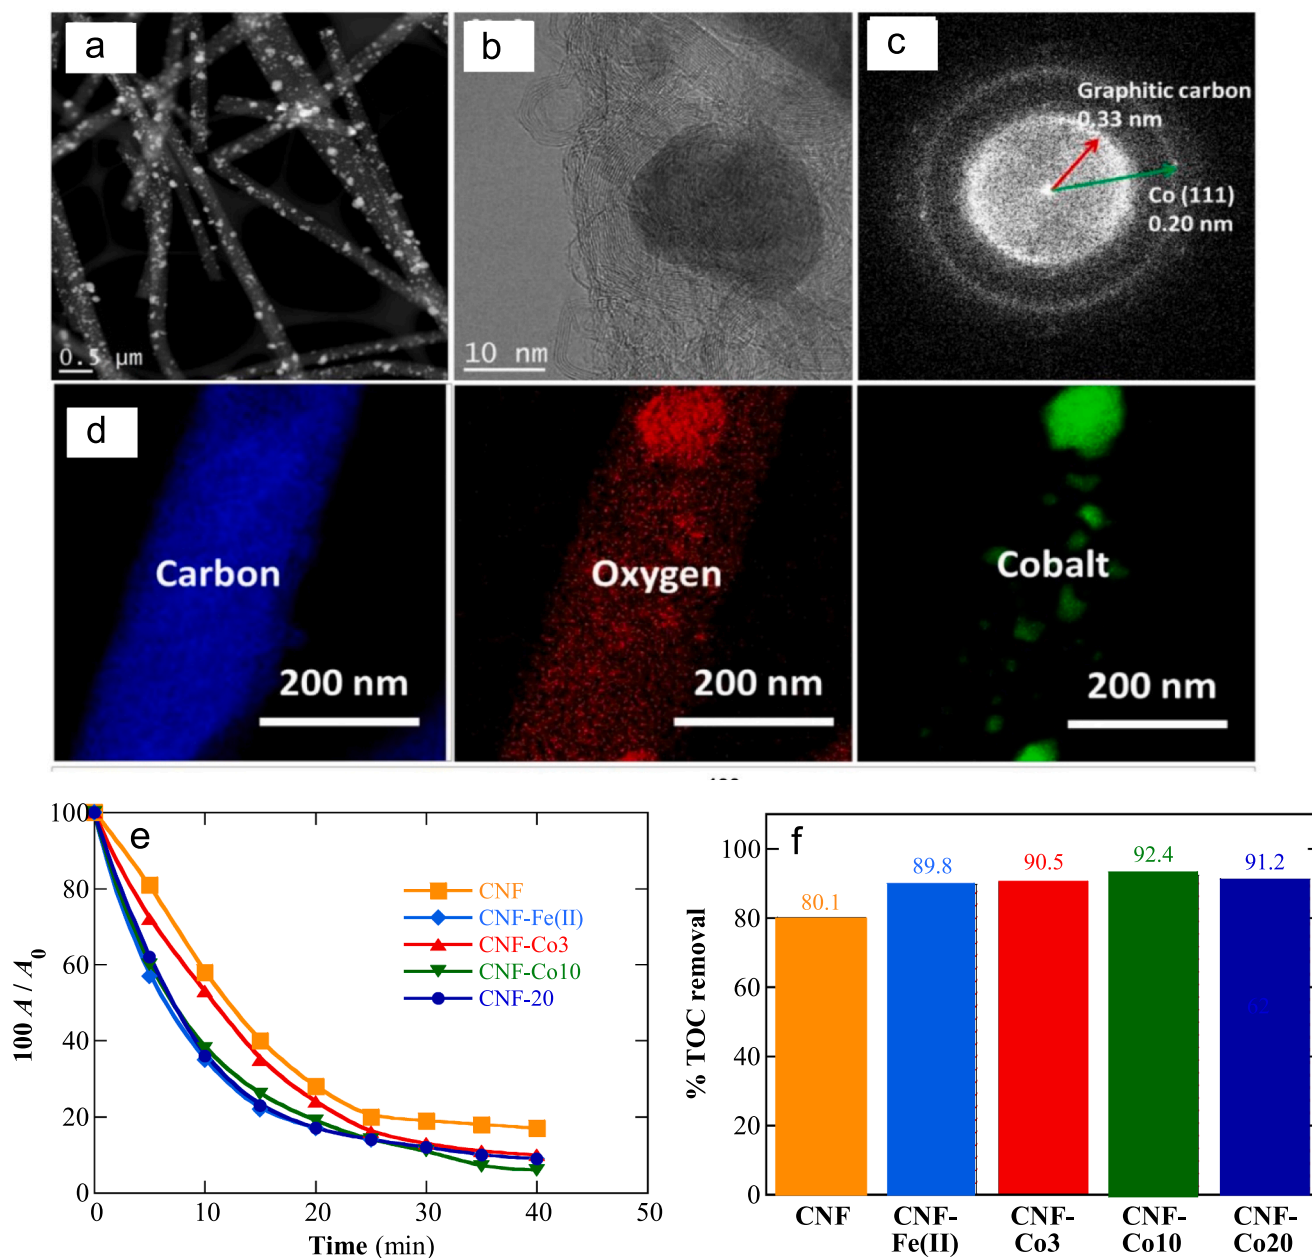 a
b
c
Graphitic carbon
0,33 nm
Co (111)
0.20 nm
0.5 µm
10 nm
d
Carbon
Oxygen
Cobalt
200 nm
200 nm
200 nm
e
100
80
60
40
20
0
0
10
20
30
40
50
100 A / A0
Time (min)
CNF
CNF-Fe(II)
CNF-Co3
CNF-Co10
CNF-20
f
100
80
60
40
20
0
% TOC removal
80.1
89.8
90.5
92.4
91.2
CNF
CNF-
Fe(II)
CNF-
Co3
CNF-
Co10
CNF-
Co20